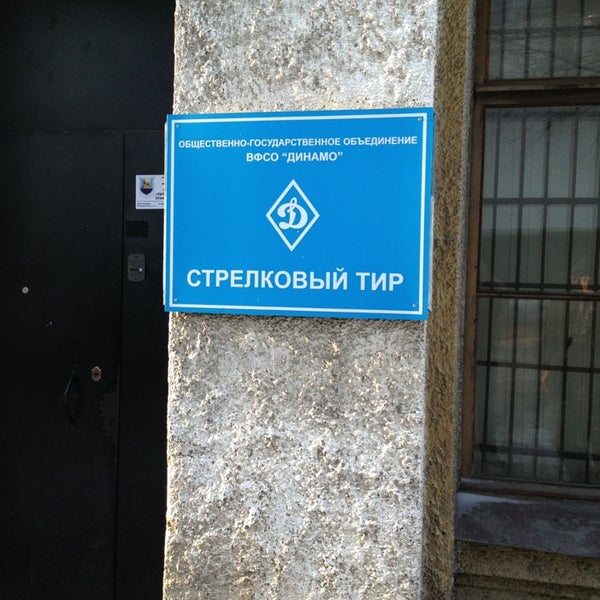 ОБЩЕСТВЕННО-ГОСУДАРСТВЕННОЕ ОБЪЕДИНЕНИЕ
ВФСО "ДИНАМО"
Д
СТРЕЛКОВЫЙ ТИР